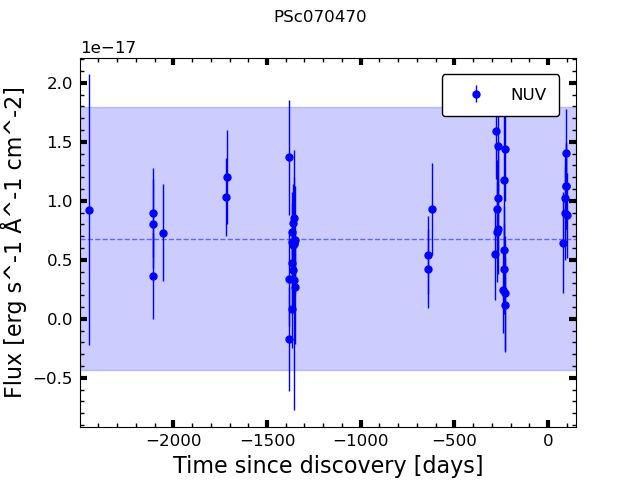 PSc070470
1e−17
Flux [erg s^-1 Å^-1 cm^-2]
2.0
1.5
1.0
0.5
0.0
−0.5
NUV
−2000
−1500
−1000
−500
0
Time since discovery [days]